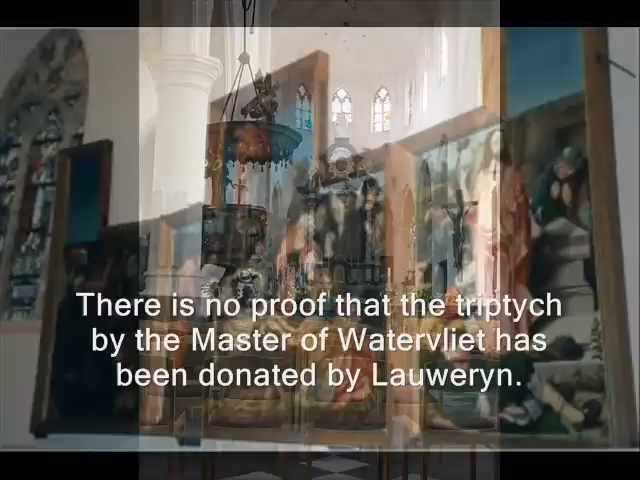 There is no proof that the triptych
by the Master of Watervliet has
been donated by Lauweryn.